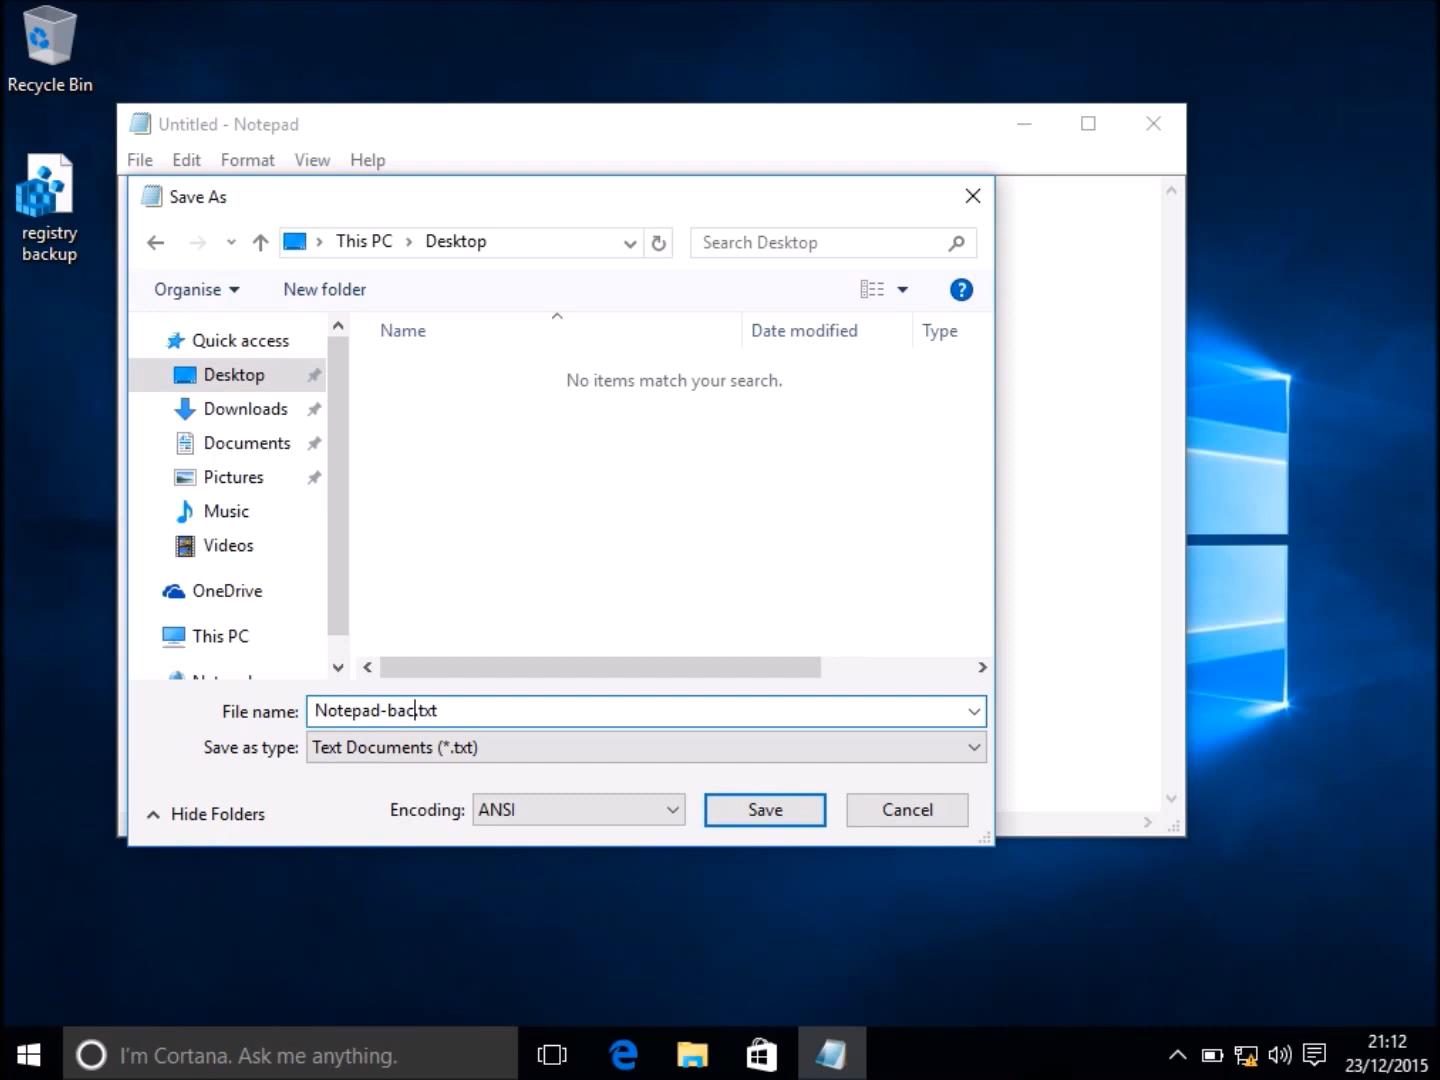 Recycle Bin
registry
backup
Untitled - Notepad
File Edit Format View Help
Save As
This PC Desktop
Search Desktop
Organise New folder
Quick access
Desktop
Downloads
Documents
Pictures
Music
Videos
OneDrive
This PC
Name Date modified Type
No items match your search.
File name: Notepad-bac.txt
Save as type: Text Documents (*.txt)
Hide Folders
Encoding: ANSI
Save
Cancel
I'm Cortana. Ask me anything.
21:12
23/12/2015